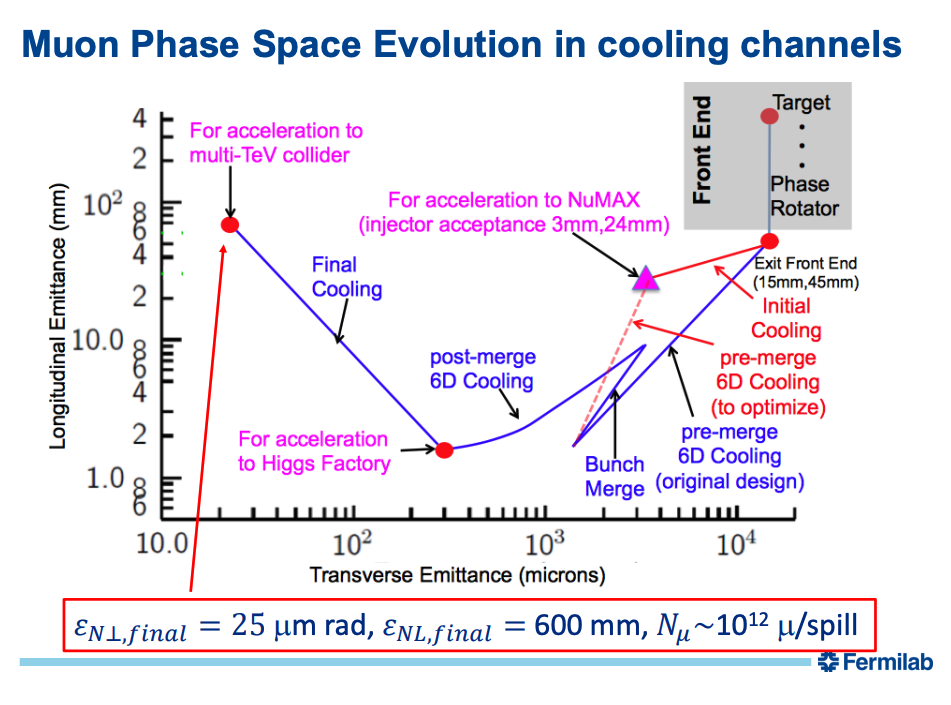 Muon Phase Space Evolution in cooling channels
Front End
Target
Phase
Rotator
For acceleration to
multi-TeV collider
For acceleration to NuMAX
(injector acceptance 3mm,24mm)
Exit Front End
(15mm,45mm)
Initial
Cooling
Final
Cooling
post-merge
6D Cooling
pre-merge
6D Cooling
(to optimize)
pre-merge
6D Cooling
(original design)
For acceleration
to Higgs Factory
Bunch
Merge
Longitudinal Emittance (mm)
4
2
10²
8
6
4
2
10.0
8
6
4
2
1.0
8
6
10.0
10²
10³
10⁴
Transverse Emittance (microns)
εN⊥,final = 25 μm rad, εNL,final = 600 mm, Nμ~10¹² μ/spill
Fermilab